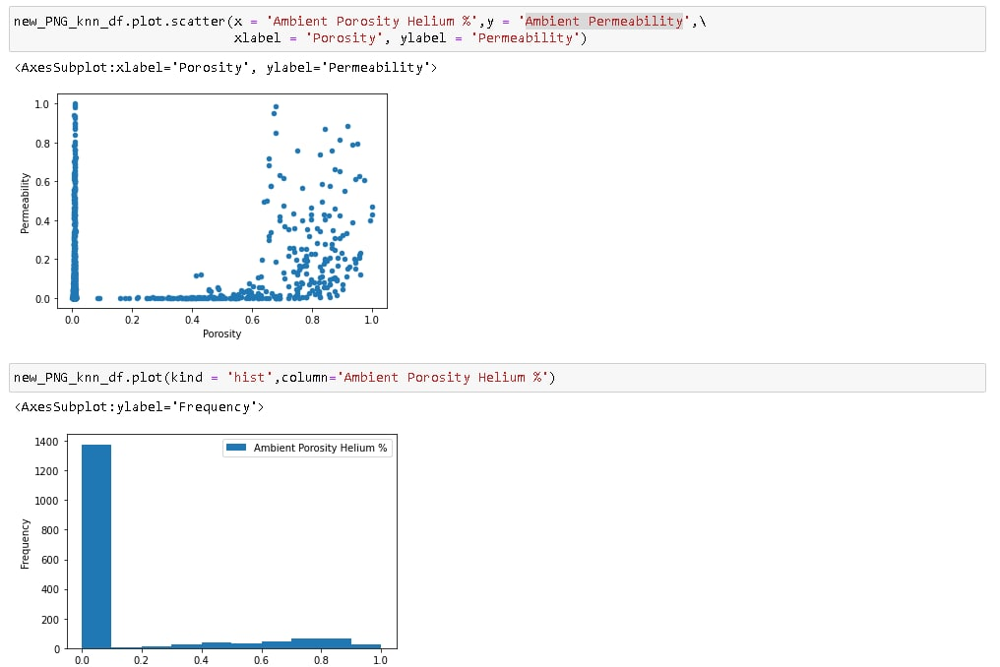 new_PNG_knn_df.plot.scatter(x = 'Ambient Porosity Helium %',y = 'Ambient Permeability',\
xlabel = 'Porosity', ylabel = 'Permeability')
<AxesSubplot:xlabel='Porosity', ylabel='Permeability'>
1.0
0.8
0.6
0.4
0.2
0.0
Permeability
0.0 0.2 0.4 0.6 0.8 1.0
Porosity
new_PNG_knn_df.plot(kind = 'hist',column='Ambient Porosity Helium %')
<AxesSubplot:ylabel='Frequency'>
Ambient Porosity Helium %
1400
1200
1000
800
600
400
200
0
Frequency
0.0 0.2 0.4 0.6 0.8 1.0